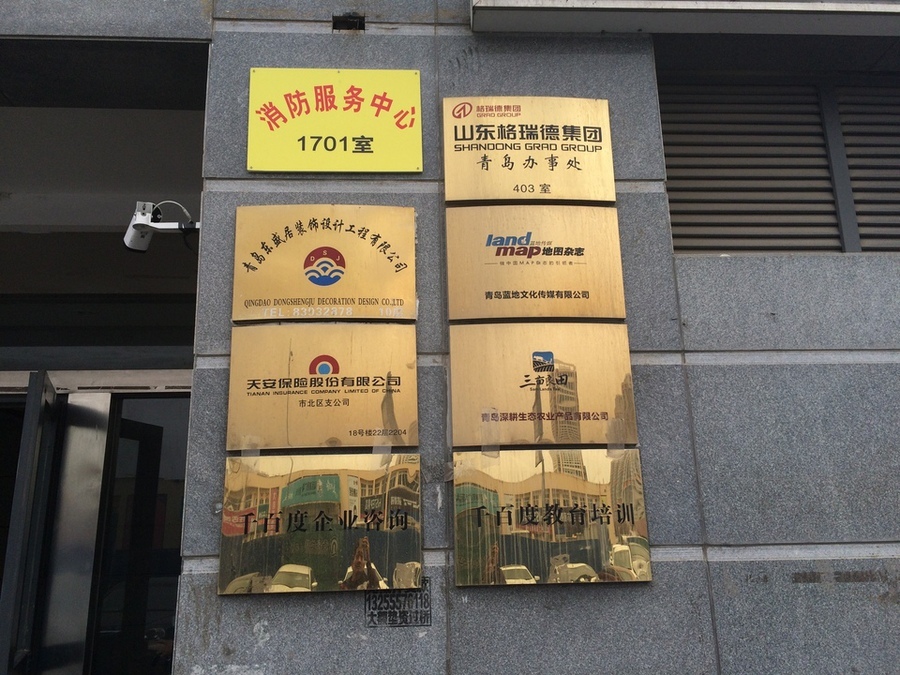 消防服务中心
1701室
青岛东盛居装饰设计工程有限公司
DSJ
QINGDAO DONGSHENGJU DECORATION DESIGN CO.,LTD
天安保险股份有限公司
TIANAN INSURANCE COMPANY LIMITED OF CHINA
市北区支公司
18号楼22层2204
千百度企业咨询
13255576118
格瑞德集团
GRAD GROUP
山东格瑞德集团
SHANDONG GRAD GROUP
青岛办事处
403 室
land
map 地图杂志
青岛蓝地文化传媒有限公司
三亩良田
青岛深耕生态农业产品有限公司
千百度教育培训